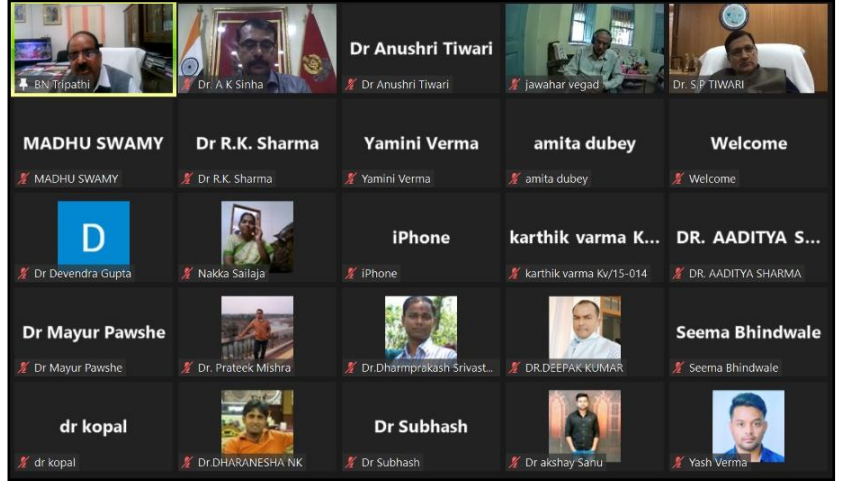 Dr Anushri Tiwari
BN Tripathi
Dr. A K Sinha
Dr Anushri Tiwari
jawahar vegad
Dr. S P TIWARI
MADHU SWAMY
Dr R.K. Sharma
Yamini Verma
amita dubey
Welcome
MADHU SWAMY
Dr R.K. Sharma
Yamini Verma
amita dubey
Welcome
D
iPhone
karthik varma K...
DR. AADITYA S...
Dr Devendra Gupta
Nakka Sailaja
iPhone
karthik varma Kv/15-014
DR. AADITYA SHARMA
Dr Mayur Pawshe
Seema Bhindwale
Dr Mayur Pawshe
Dr. Prateek Mishra
Dr.Dharmprakash Srivast...
DR.DEEPAK KUMAR
Seema Bhindwale
dr kopal
Dr Subhash
dr kopal
Dr.DHARANESHA NK
Dr Subhash
Dr akshay Sanu
Yash Verma